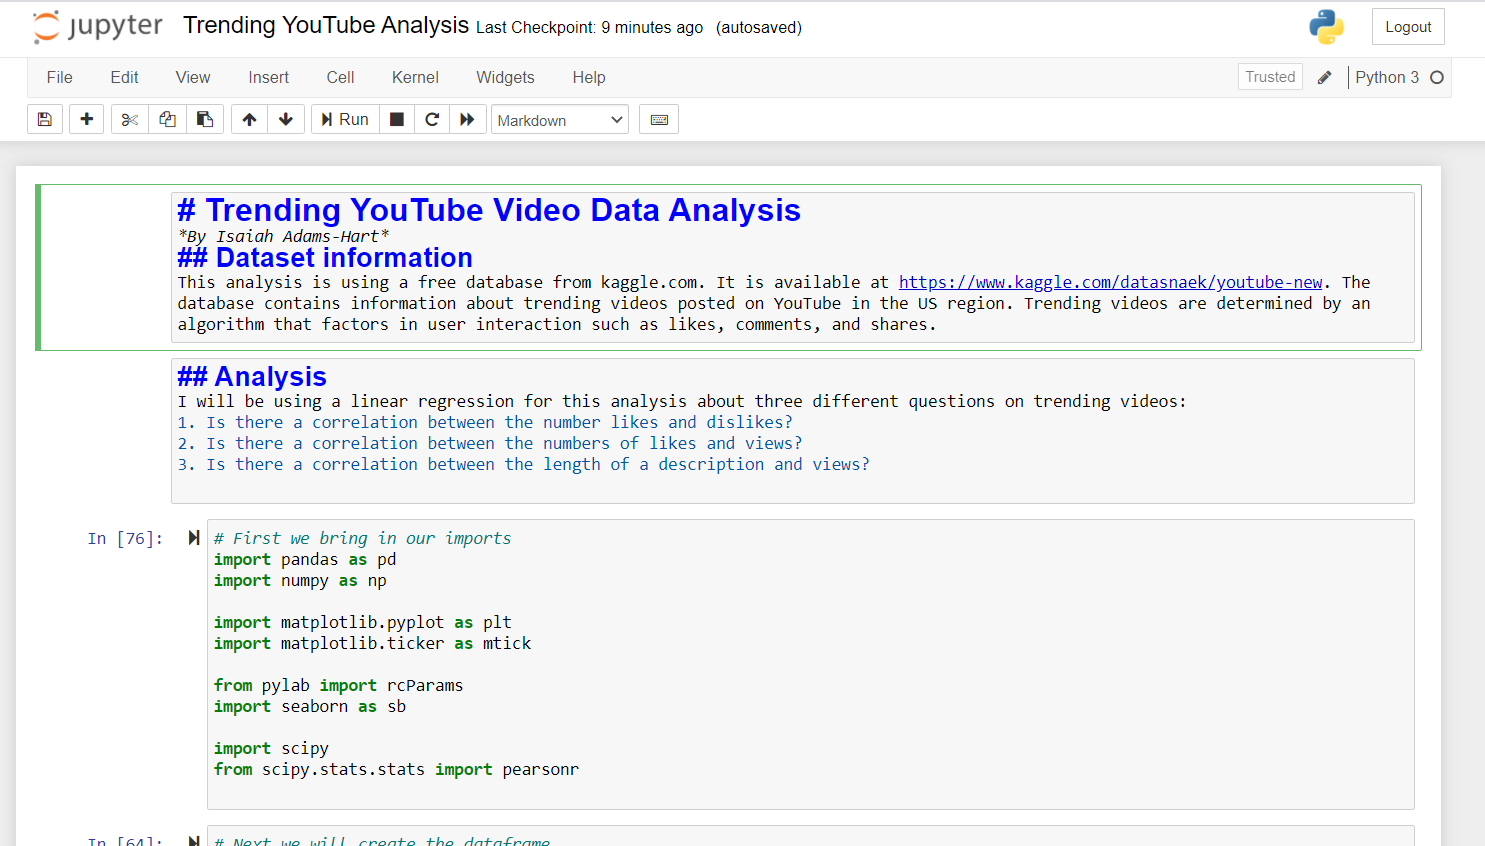 jupyter Trending YouTube Analysis Last Checkpoint: 9 minutes ago (autosaved) Logout
File Edit View Insert Cell Kernel Widgets Help Trusted Python 3
Run Markdown
# Trending YouTube Video Data Analysis
*By Isaiah Adams-Hart*
## Dataset information
This analysis is using a free database from kaggle.com. It is available at https://www.kaggle.com/datasnaek/youtube-new. The
database contains information about trending videos posted on YouTube in the US region. Trending videos are determined by an
algorithm that factors in user interaction such as likes, comments, and shares.
## Analysis
I will be using a linear regression for this analysis about three different questions on trending videos:
1. Is there a correlation between the number likes and dislikes?
2. Is there a correlation between the numbers of likes and views?
3. Is there a correlation between the length of a description and views?
In [76]: # First we bring in our imports
import pandas as pd
import numpy as np
import matplotlib.pyplot as plt
import matplotlib.ticker as mtick
from pylab import rcParams
import seaborn as sb
import scipy
from scipy.stats.stats import pearsonr
In [64]: # Next we will create the dataframe